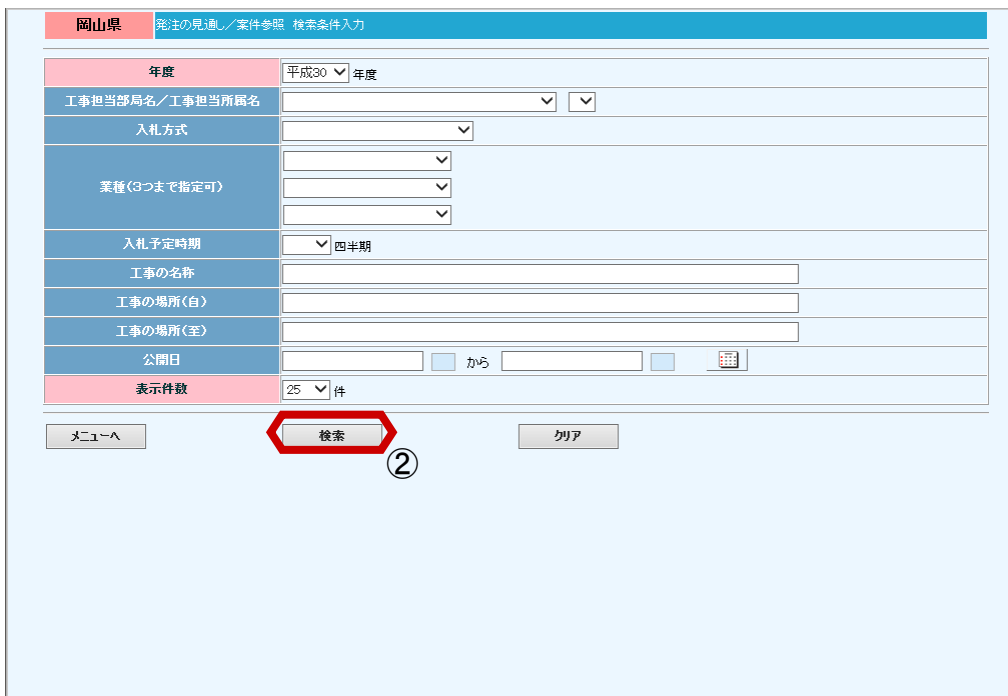 岡山県 発注の見通し／案件参照 検索条件入力
年度 平成30 年度
工事担当部局名／工事担当所属名
入札方式
業種(3つまで指定可)
入札予定時期 四半期
工事の名称
工事の場所(自)
工事の場所(至)
公開日 から
表示件数 25 件
メニューへ 検索 クリア
②